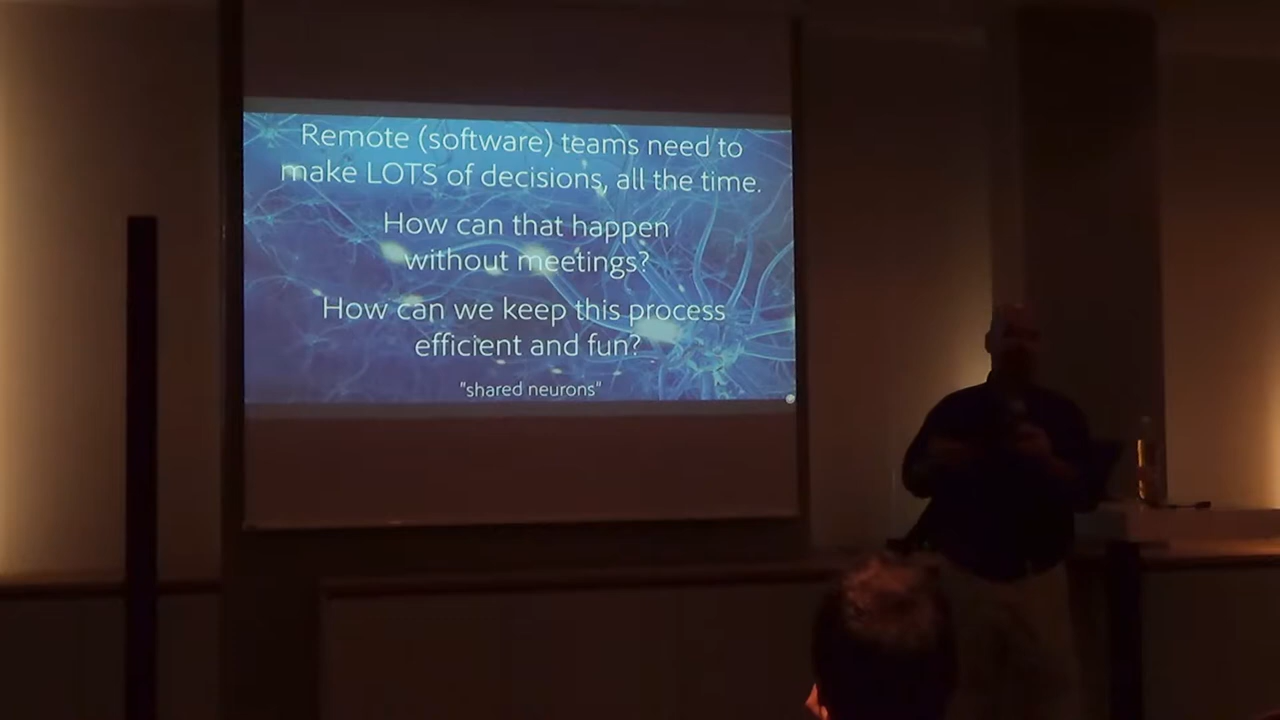 Remote (software) teams need to
make LOTS of decisions, all the time.
How can that happen
without meetings?
How can we keep this process
efficient and fun?
"shared neurons"